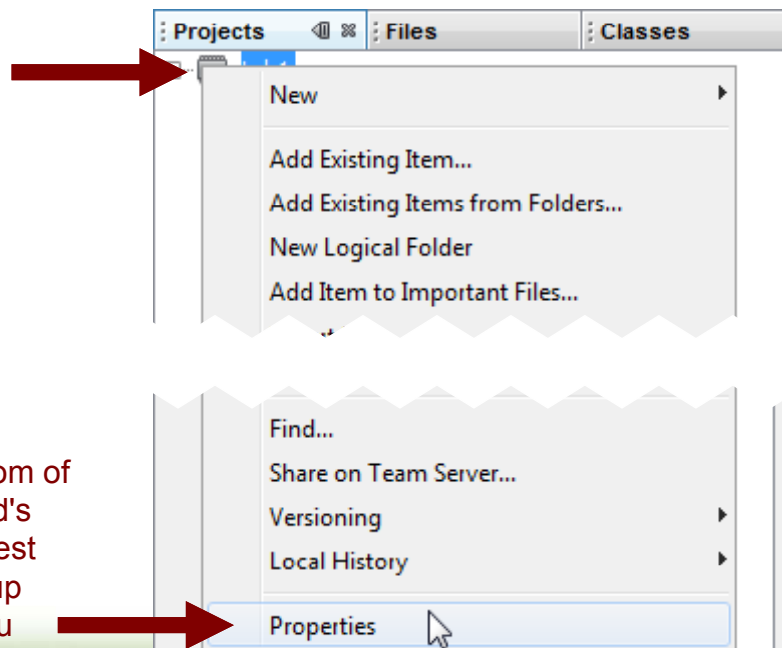 Projects Files Classes
New
Add Existing Item...
Add Existing Items from Folders...
New Logical Folder
Add Item to Important Files...
Find...
om of
Share on Team Server...
d's
Versioning
est
Local History
up
Properties
u